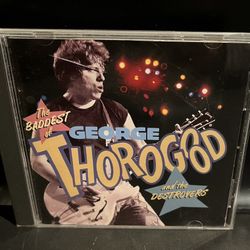 The
BADDEST
of
GEORGE
THOROGOOD
and the
DESTROYERS